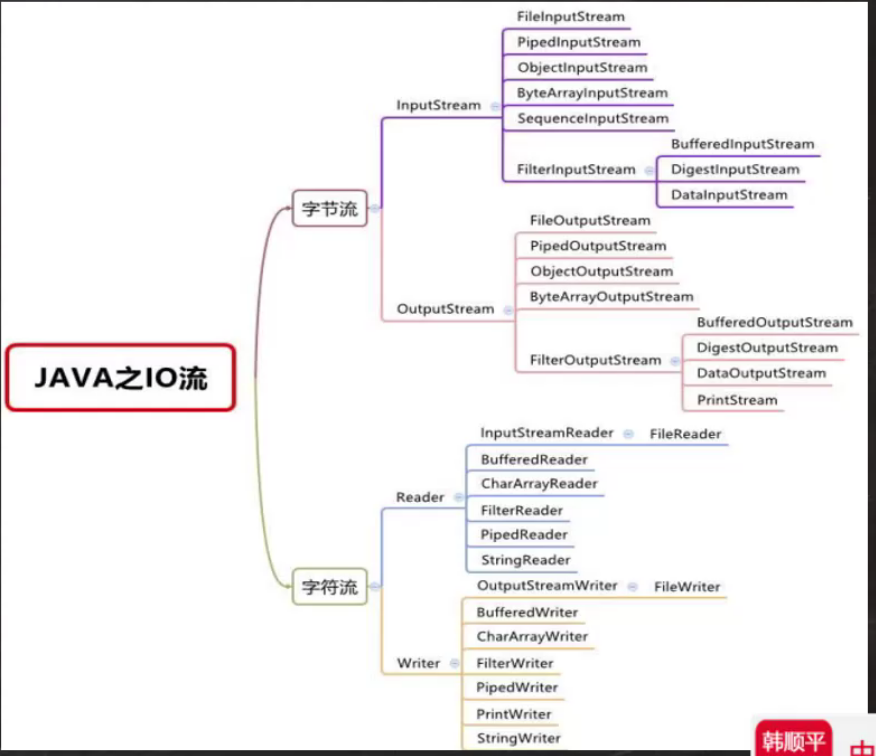 JAVA之IO流
字节流
InputStream
FileInputStream
PipedInputStream
ObjectInputStream
ByteArrayInputStream
SequenceInputStream
FilterInputStream
BufferedInputStream
DigestInputStream
DataInputStream
OutputStream
FileOutputStream
PipedOutputStream
ObjectOutputStream
ByteArrayOutputStream
FilterOutputStream
BufferedOutputStream
DigestOutputStream
DataOutputStream
PrintStream
字符流
Reader
InputStreamReader
FileReader
BufferedReader
CharArrayReader
FilterReader
PipedReader
StringReader
Writer
OutputStreamWriter
FileWriter
BufferedWriter
CharArrayWriter
FilterWriter
PipedWriter
PrintWriter
StringWriter
韩顺平
中